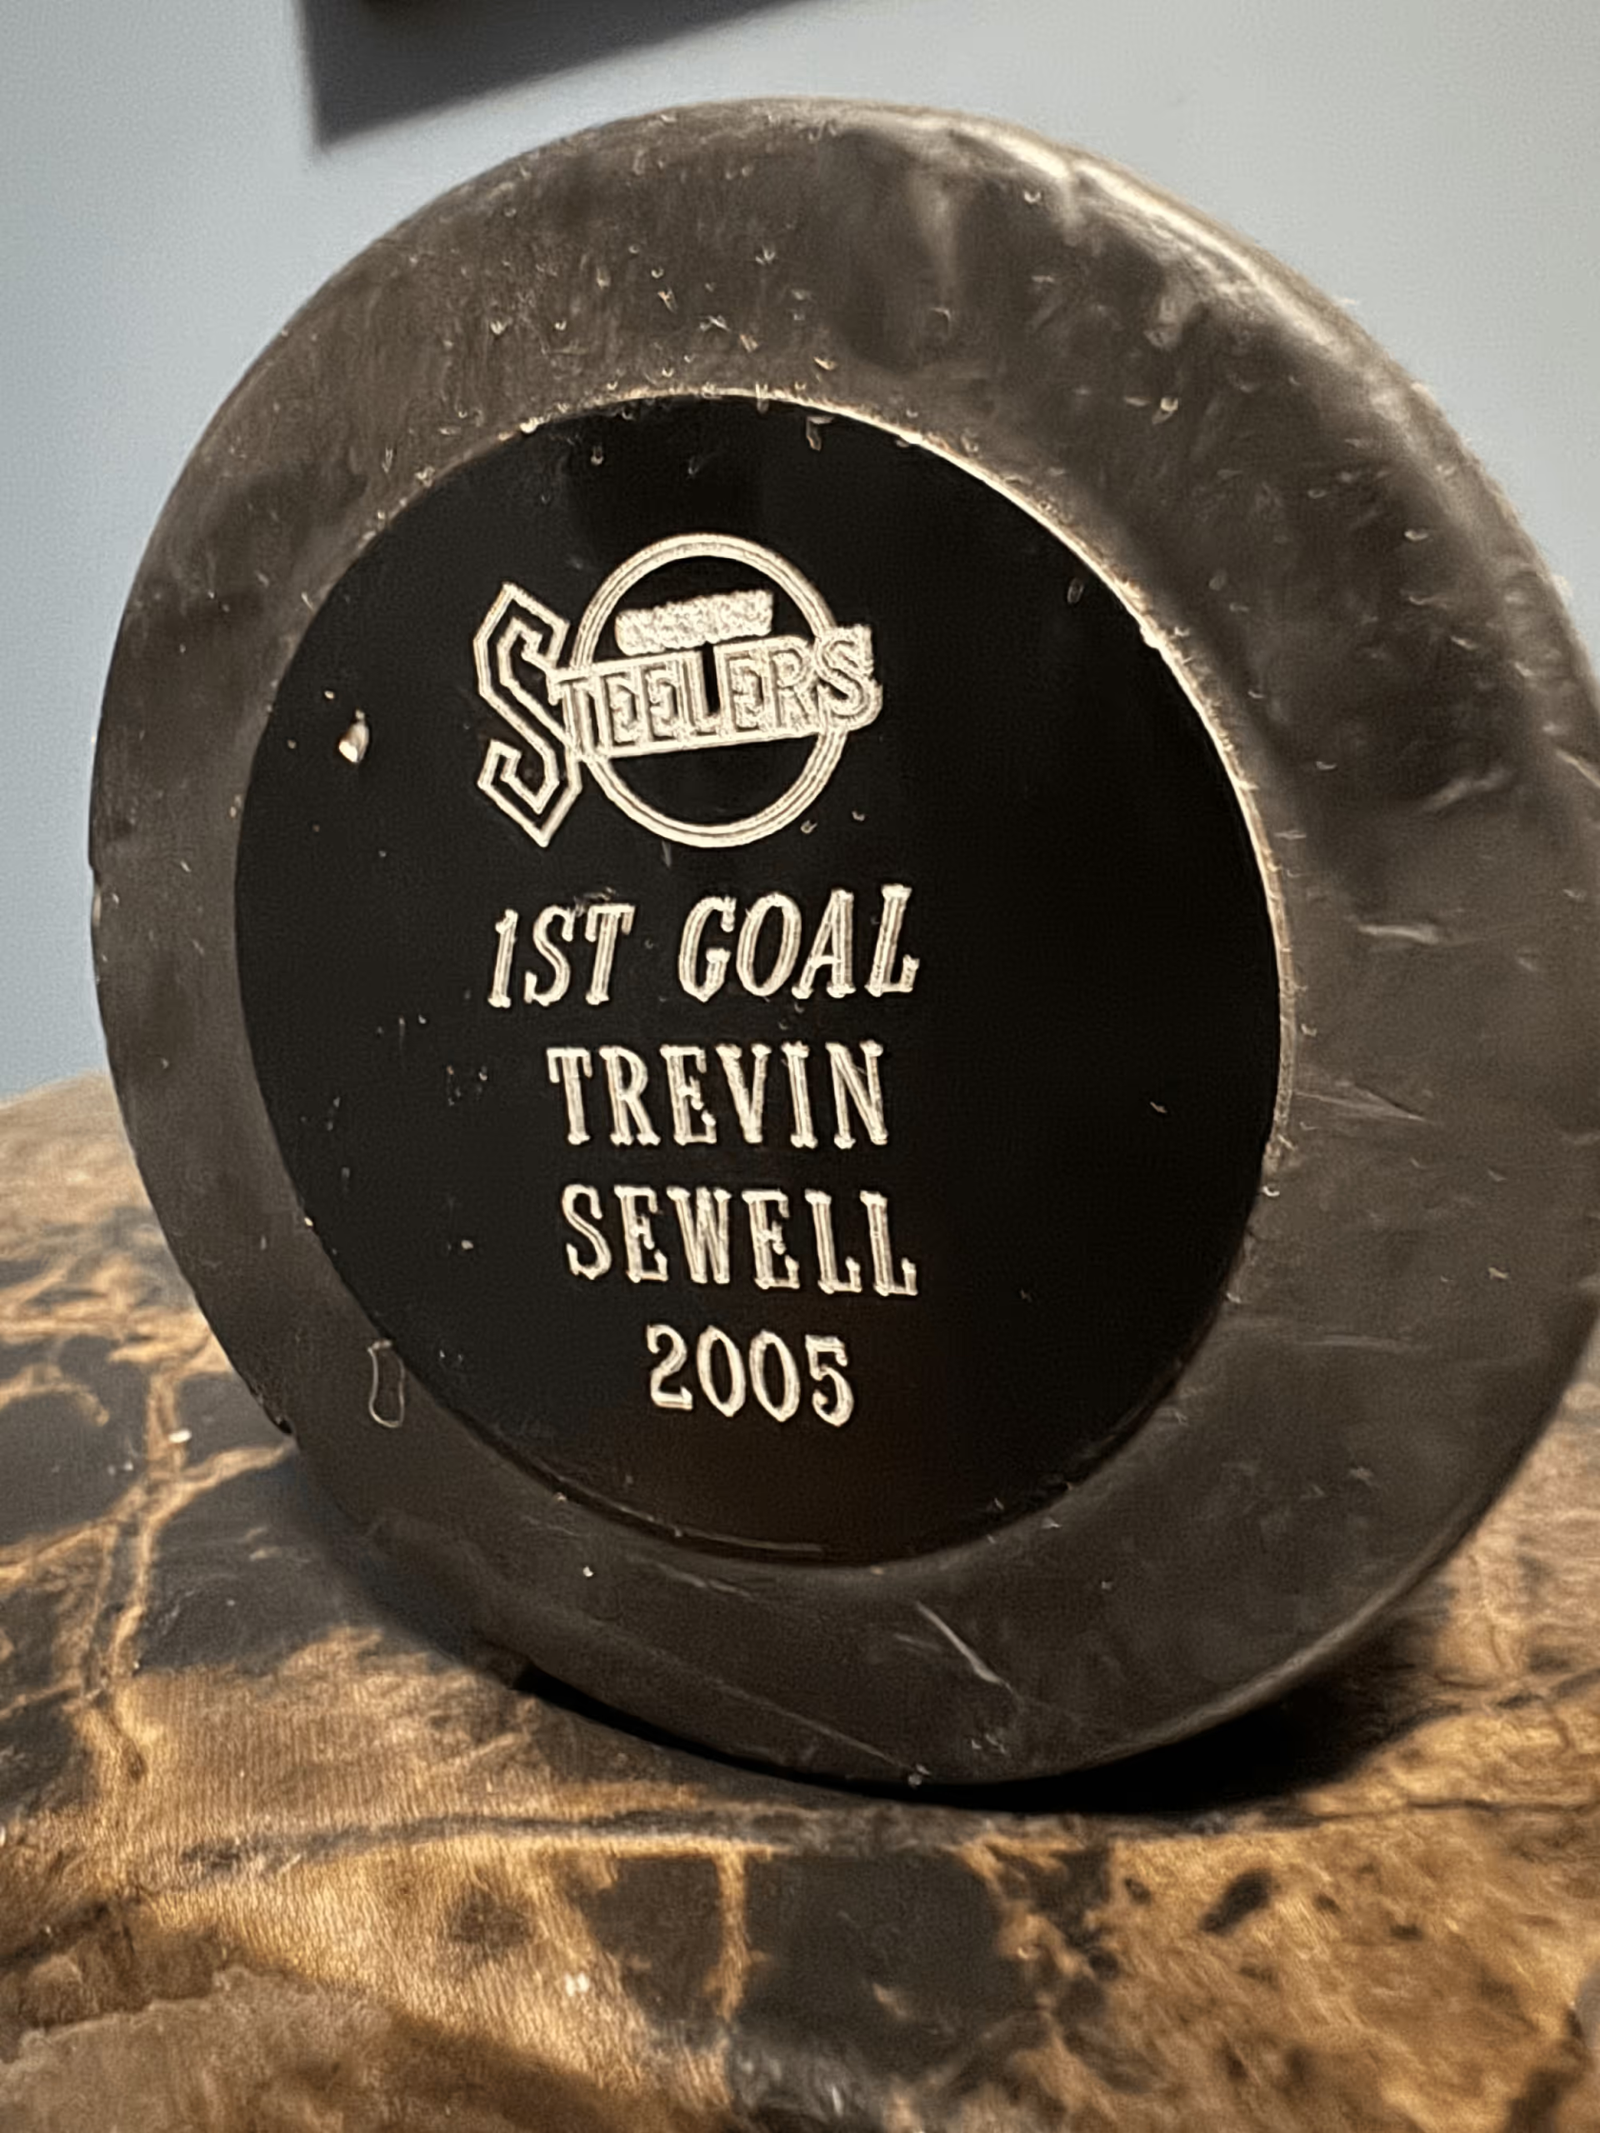 STEELERS
1ST GOAL
TREVIN
SEWELL
2005